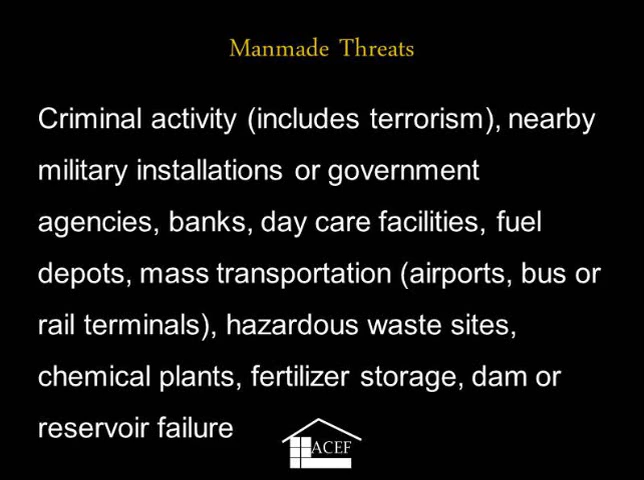 Manmade Threats
Criminal activity (includes terrorism), nearby
military installations or government
agencies, banks, day care facilities, fuel
depots, mass transportation (airports, bus or
rail terminals), hazardous waste sites,
chemical plants, fertilizer storage, dam or
reservoir failure
ACEF